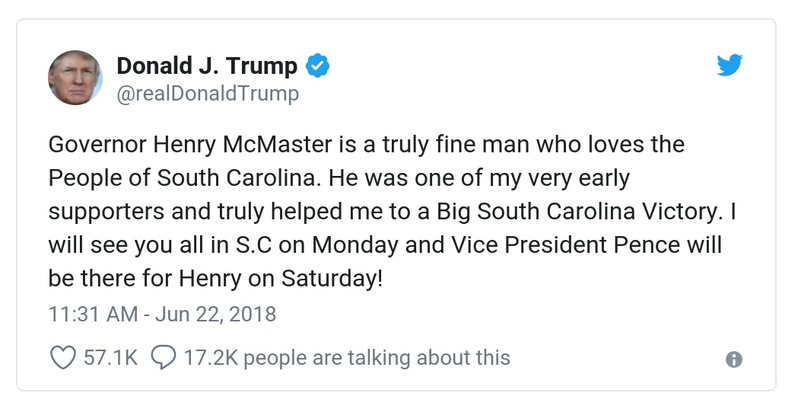 Donald J. Trump
@realDonaldTrump
Governor Henry McMaster is a truly fine man who loves the
People of South Carolina. He was one of my very early
supporters and truly helped me to a Big South Carolina Victory. I
will see you all in S.C on Monday and Vice President Pence will
be there for Henry on Saturday!
11:31 AM - Jun 22, 2018
57.1K 17.2K people are talking about this